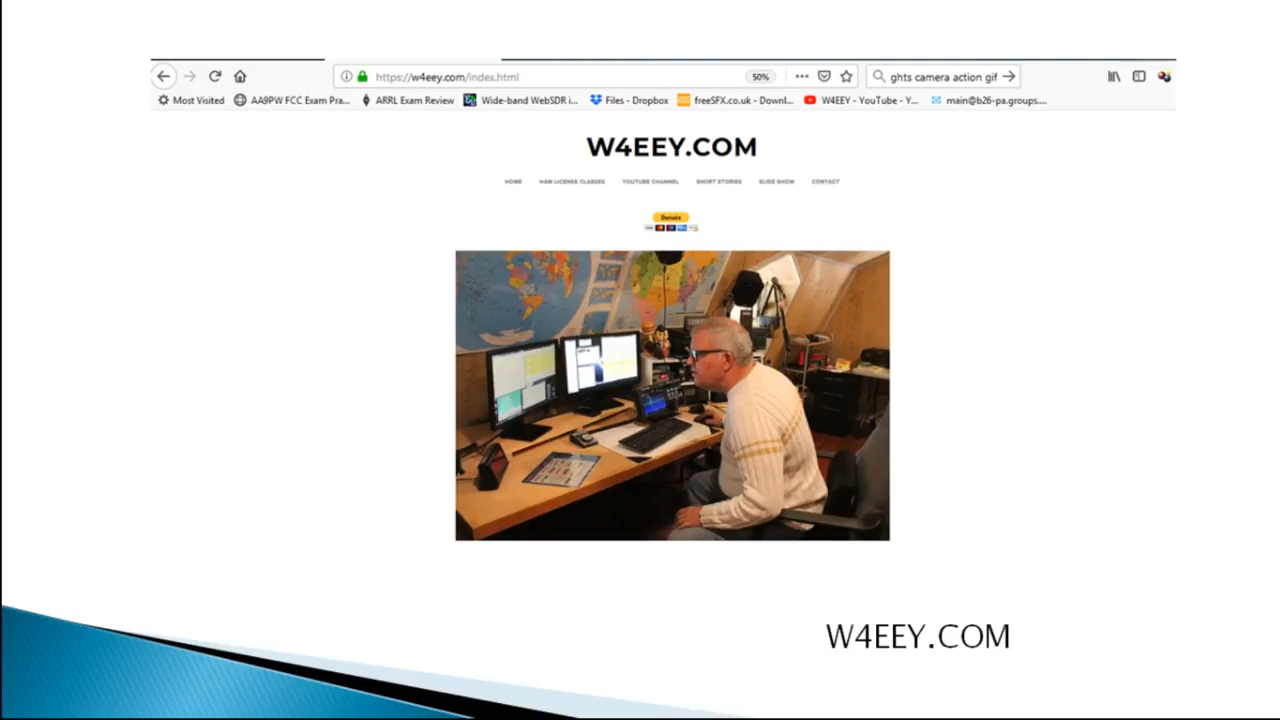 https://w4eey.com/index.html
50%
ghts camera action gif
Most Visited
AA9PW FCC Exam Pra...
ARRL Exam Review
Wide-band WebSDR i...
Files - Dropbox
freeSFX.co.uk - Downl...
W4EEY - YouTube - Y...
main@b26-pa.groups....
W4EEY.COM
HOME
HAM LICENSE CLASSES
YOUTUBE CHANNEL
SHORT STORIES
SLIDE SHOW
CONTACT
Donate
W4EEY.COM